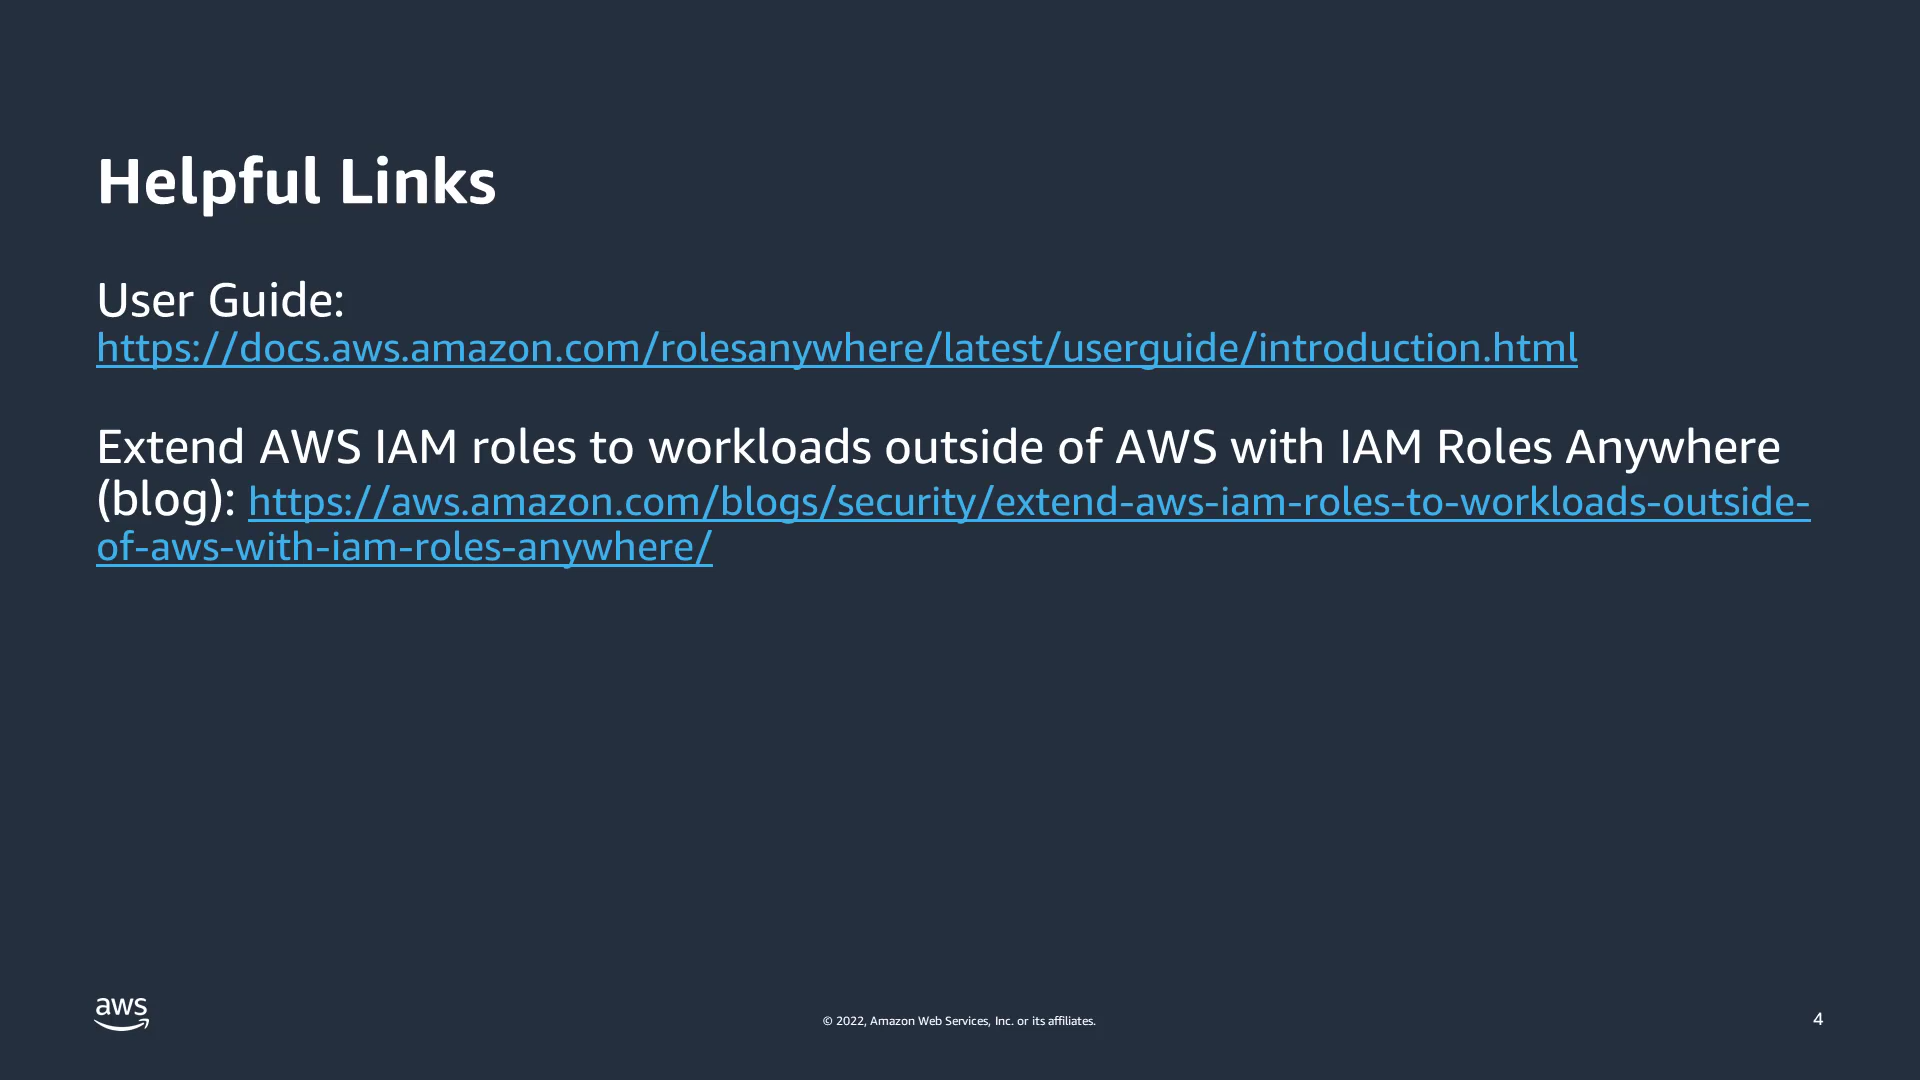 Helpful Links
User Guide:
https://docs.aws.amazon.com/rolesanywhere/latest/userguide/introduction.html
Extend AWS IAM roles to workloads outside of AWS with IAM Roles Anywhere
(blog): https://aws.amazon.com/blogs/security/extend-aws-iam-roles-to-workloads-outside-
of-aws-with-iam-roles-anywhere/
aws
© 2022, Amazon Web Services, Inc. or its affiliates.
4